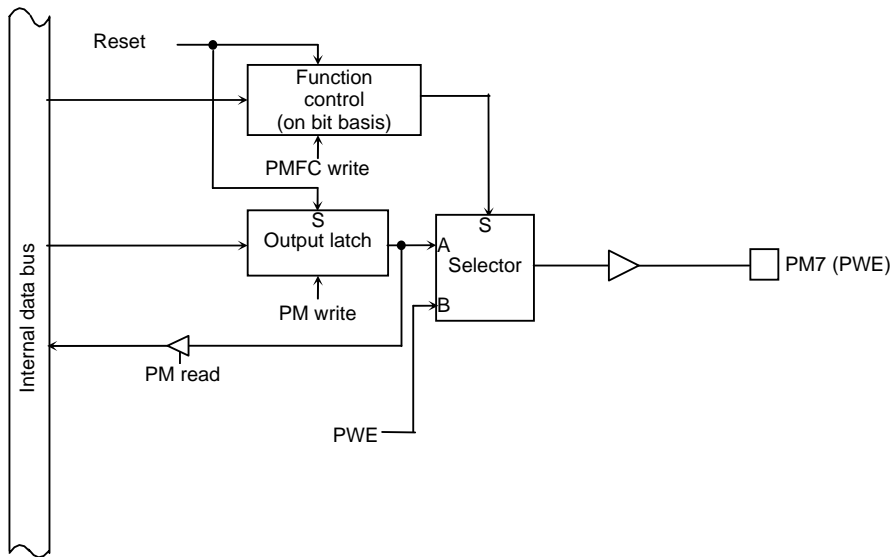 Reset
Function
control
(on bit basis)
PMFC write
S
Output latch
PM write
S
A
Selector
B
PM7 (PWE)
PM read
PWE
Internal data bus